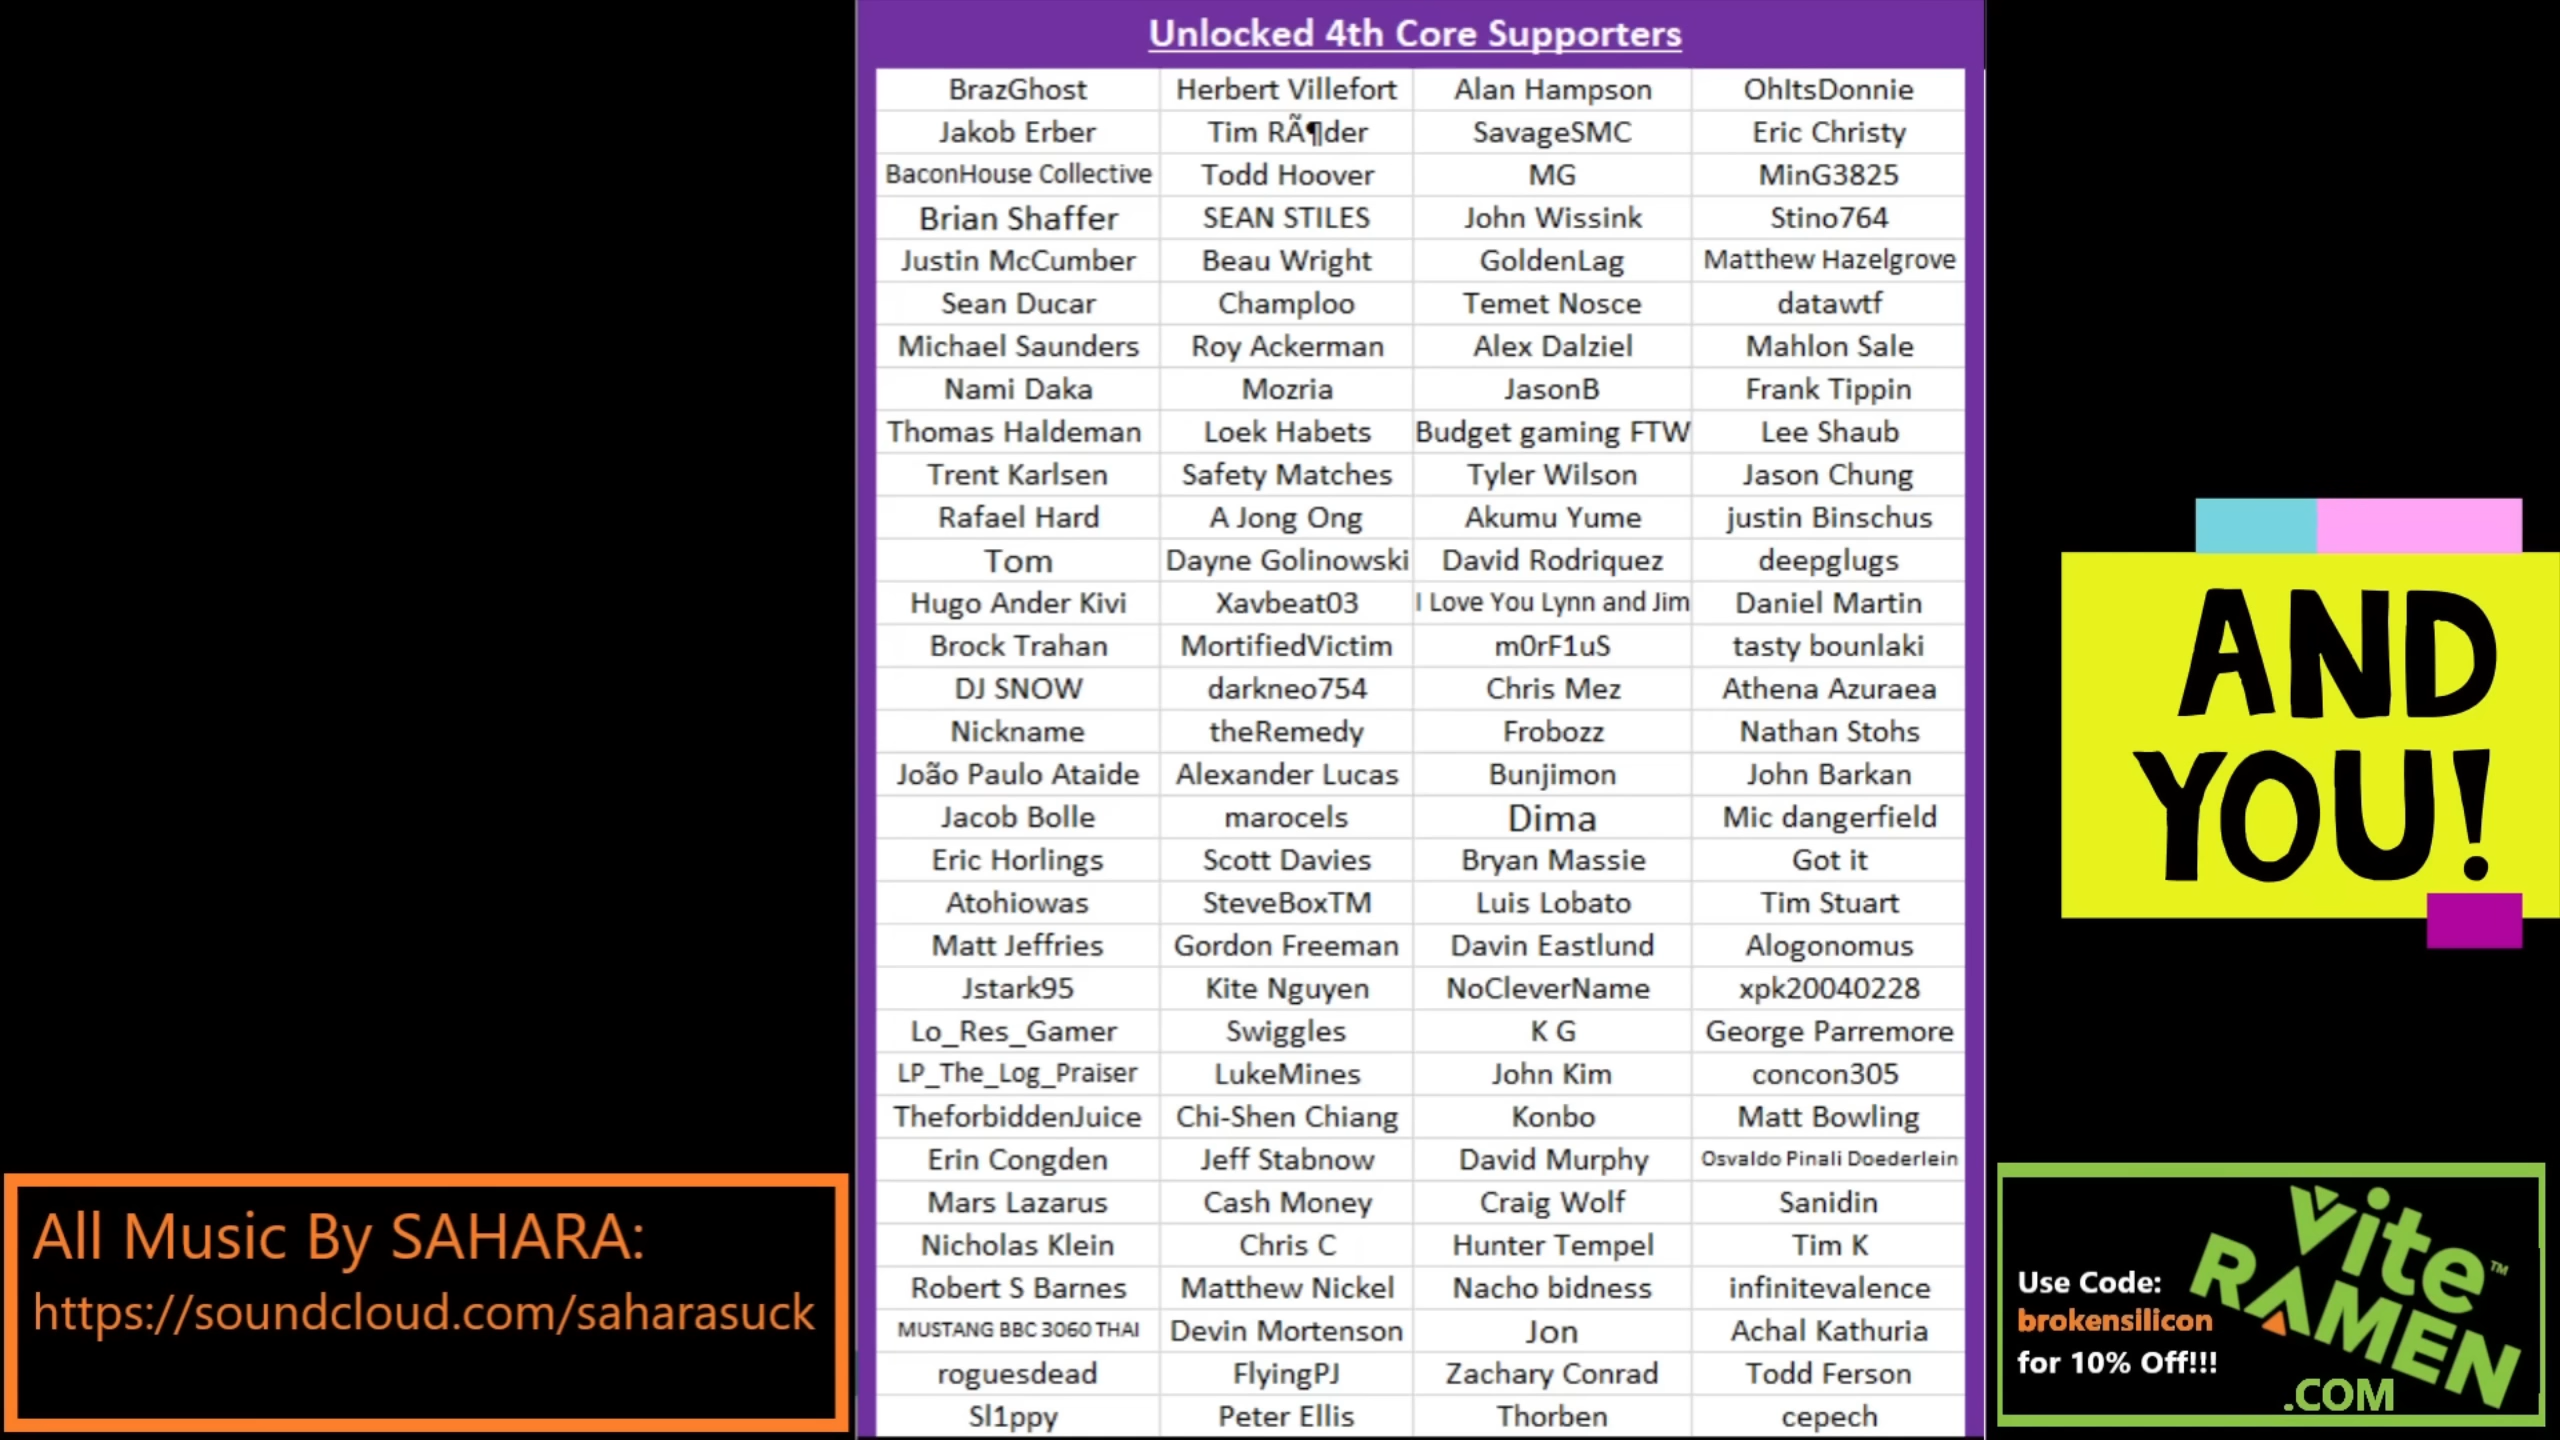 Unlocked 4th Core Supporters
BrazGhost Herbert Villefort Alan Hampson OhItsDonnie
Jakob Erber Tim RÃ¶der SavageSMC Eric Christy
BaconHouse Collective Todd Hoover MG MinG3825
Brian Shaffer SEAN STILES John Wissink Stino764
Justin McCumber Beau Wright GoldenLag Matthew Hazelgrove
Sean Ducar Champloo Temet Nosce datawtf
Michael Saunders Roy Ackerman Alex Dalziel Mahlon Sale
Nami Daka Mozria JasonB Frank Tippin
Thomas Haldeman Loek Habets Budget gaming FTW Lee Shaub
Trent Karlsen Safety Matches Tyler Wilson Jason Chung
Rafael Hard A Jong Ong Akumu Yume justin Binschus
Tom Dayne Golinowski David Rodriquez deepglugs
Hugo Ander Kivi Xavbeat03 I Love You Lynn and Jim Daniel Martin
Brock Trahan MortifiedVictim m0rF1uS tasty bounlaki
DJ SNOW darkneo754 Chris Mez Athena Azuraea
Nickname theRemedy Frobozz Nathan Stohs
João Paulo Ataide Alexander Lucas Bunjimon John Barkan
Jacob Bolle marocels Dima Mic dangerfield
Eric Horlings Scott Davies Bryan Massie Got it
Atohiowas SteveBoxTM Luis Lobato Tim Stuart
Matt Jeffries Gordon Freeman Davin Eastlund Alogonomus
Jstark95 Kite Nguyen NoCleverName xpk20040228
Lo_Res_Gamer Swiggles K G George Parremore
LP_The_Log_Praiser LukeMines John Kim concon305
TheforbiddenJuice Chi-Shen Chiang Konbo Matt Bowling
Erin Congden Jeff Stabnow David Murphy Osvaldo Pinali Doederlein
Mars Lazarus Cash Money Craig Wolf Sanidin
Nicholas Klein Chris C Hunter Tempel Tim K
Robert S Barnes Matthew Nickel Nacho bidness infinitevalence
MUSTANG BBC 3060 THAI Devin Mortenson Jon Achal Kathuria
roguesdead FlyingPJ Zachary Conrad Todd Ferson
Sl1ppy Peter Ellis Thorben cepech
All Music By SAHARA:
https://soundcloud.com/saharasuck
AND
YOU!
Use Code:
brokensilicon
for 10% Off!!!
Vite™
RAMEN
.COM